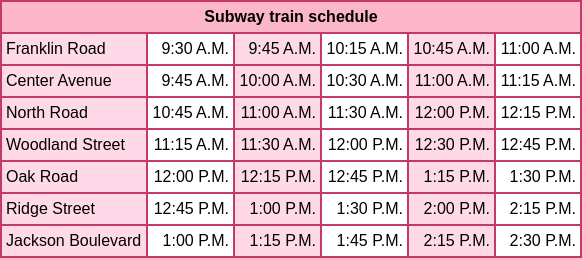 Subway train schedule
Franklin Road 9:30 A.M. 9:45 A.M. 10:15 A.M. 10:45 A.M. 11:00 A.M.
Center Avenue 9:45 A.M. 10:00 A.M. 10:30 A.M. 11:00 A.M. 11:15 A.M.
North Road 10:45 A.M. 11:00 A.M. 11:30 A.M. 12:00 P.M. 12:15 P.M.
Woodland Street 11:15 A.M. 11:30 A.M. 12:00 P.M. 12:30 P.M. 12:45 P.M.
Oak Road 12:00 P.M. 12:15 P.M. 12:45 P.M. 1:15 P.M. 1:30 P.M.
Ridge Street 12:45 P.M. 1:00 P.M. 1:30 P.M. 2:00 P.M. 2:15 P.M.
Jackson Boulevard 1:00 P.M. 1:15 P.M. 1:45 P.M. 2:15 P.M. 2:30 P.M.